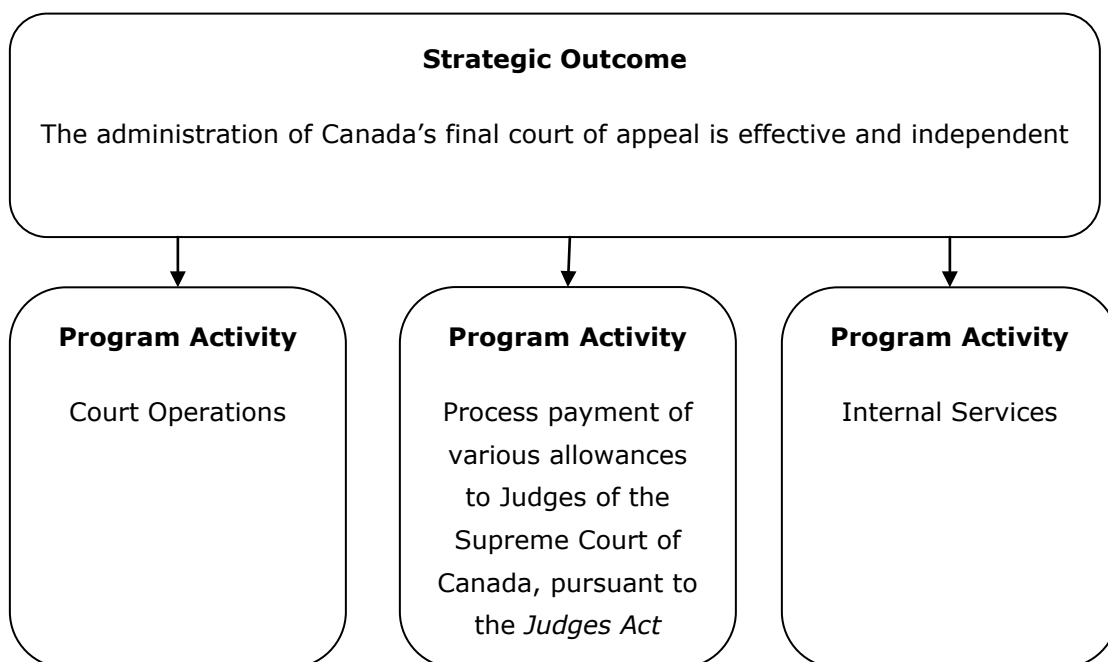 Strategic Outcome
The administration of Canada’s final court of appeal is effective and independent
Program Activity
Court Operations
Program Activity
Process payment of
various allowances
to Judges of the
Supreme Court of
Canada, pursuant to
the Judges Act
Program Activity
Internal Services